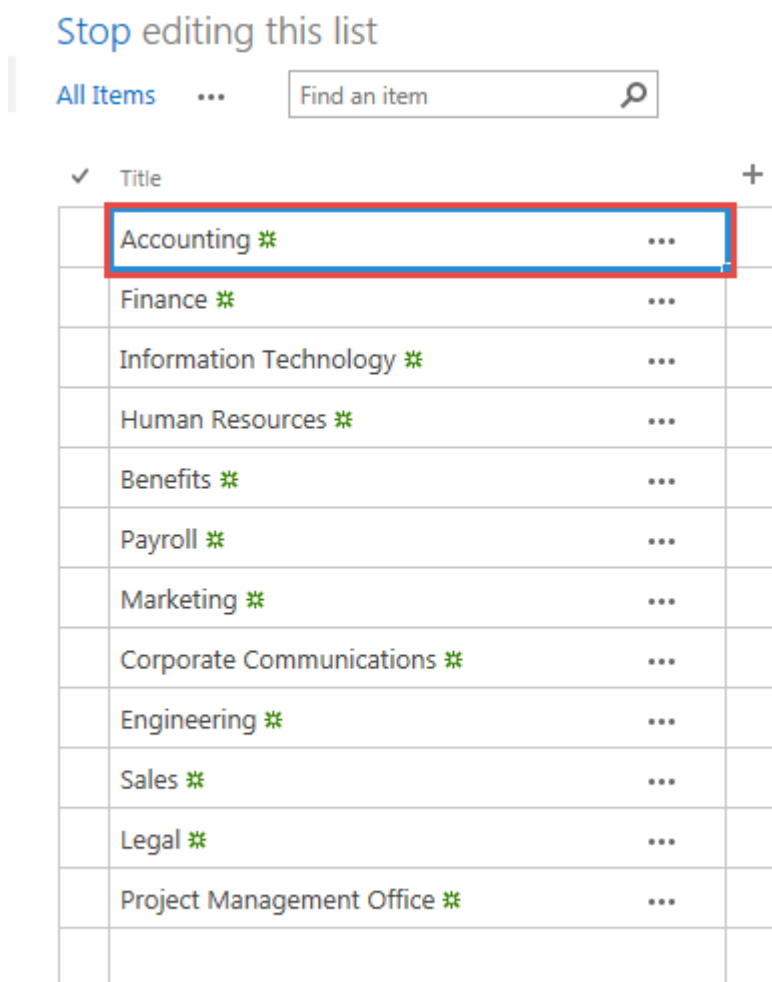 Stop editing this list
All Items ••• Find an item
Title +
Accounting •••
Finance •••
Information Technology •••
Human Resources •••
Benefits •••
Payroll •••
Marketing •••
Corporate Communications •••
Engineering •••
Sales •••
Legal •••
Project Management Office •••